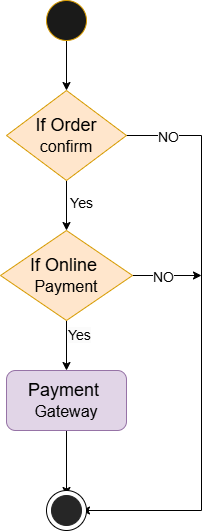 If Order
confirm
NO
Yes
If Online
Payment
NO
Yes
Payment
Gateway